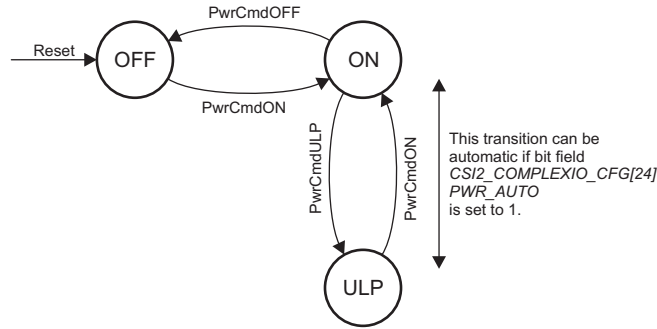 PwrCmdOFF
Reset
OFF
ON
PwrCmdON
PwrCmdULP
PwrCmdON
This transition can be
automatic if bit field
CSI2_COMPLEXIO_CFG[24]
PWR_AUTO
is set to 1.
ULP